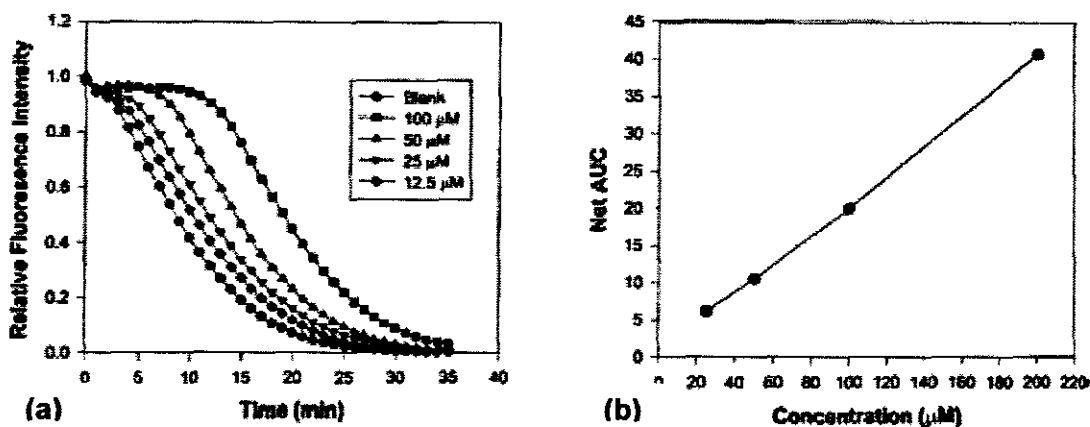 Relative Fluoresence Intensity
1.2
1.0
0.8
0.6
0.4
0.2
0.0
0 5 10 15 20 25 30 35 40
Time (min)
Blank
100 μM
50 μM
25 μM
12.5 μM
(a)
Net AUC
45
40
35
30
25
20
15
10
5
0
20 40 60 80 100 120 140 160 180 200 220
Concentration (μM)
(b)